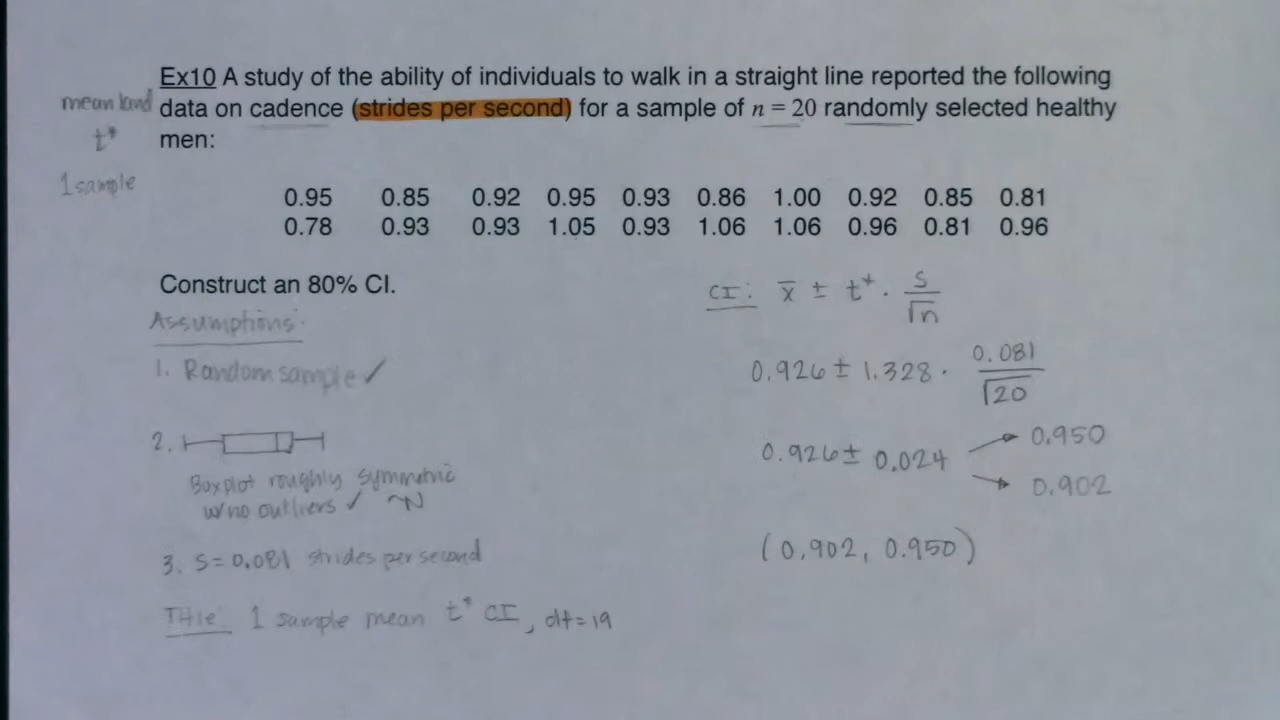 Ex10 A study of the ability of individuals to walk in a straight line reported the following
data on cadence (strides per second) for a sample of n = 20 randomly selected healthy
men:
mean and
t*
1 sample
0.95 0.85 0.92 0.95 0.93 0.86 1.00 0.92 0.85 0.81
0.78 0.93 0.93 1.05 0.93 1.06 1.06 0.96 0.81 0.96
Construct an 80% CI.
Assumptions:
1. Random sample ✓
2.
Boxplot roughly symmetric
w/no outliers ✓ ~N
3. S = 0.081 strides per second
Title: 1 sample mean t* CI, df = 19
CI: x̄ ± t* · s/√n
0.926 ± 1.328 · 0.081/√20
0.926 ± 0.024 → 0.950
→ 0.902
(0.902, 0.950)